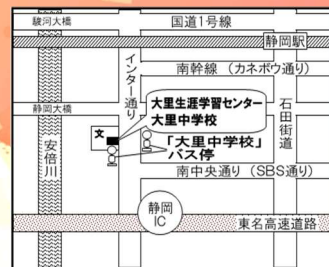 駿河大橋
国道1号線
静岡駅
インター通り
南幹線（カネボウ通り）
静岡大橋
大里生涯学習センター
大里中学校
石田街道
文
「大里中学校」
バス停
安倍川
南中央通り（SBS通り）
静岡
IC
東名高速道路